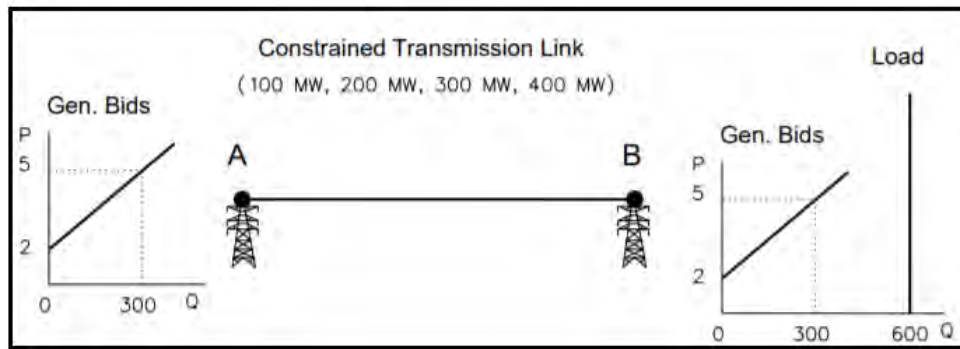 Constrained Transmission Link
(100 MW, 200 MW, 300 MW, 400 MW)
Load
Gen. Bids
P
5
2
0
300
Q
A
B
Gen. Bids
P
5
2
0
300
600
Q